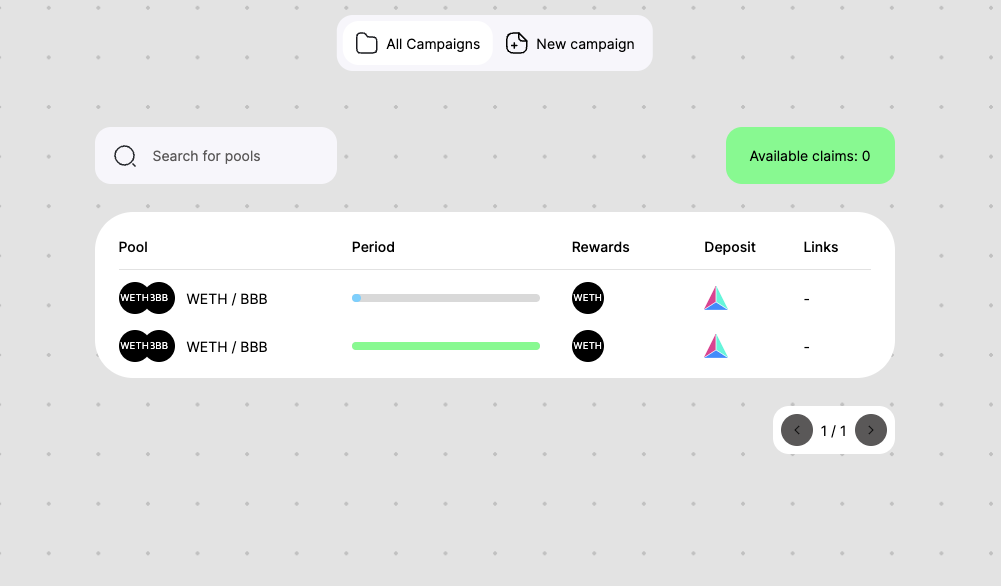 All Campaigns New campaign
Search for pools Available claims: 0
Pool Period Rewards Deposit Links
WETH BBB WETH / BBB WETH -
WETH BBB WETH / BBB WETH -
1 / 1